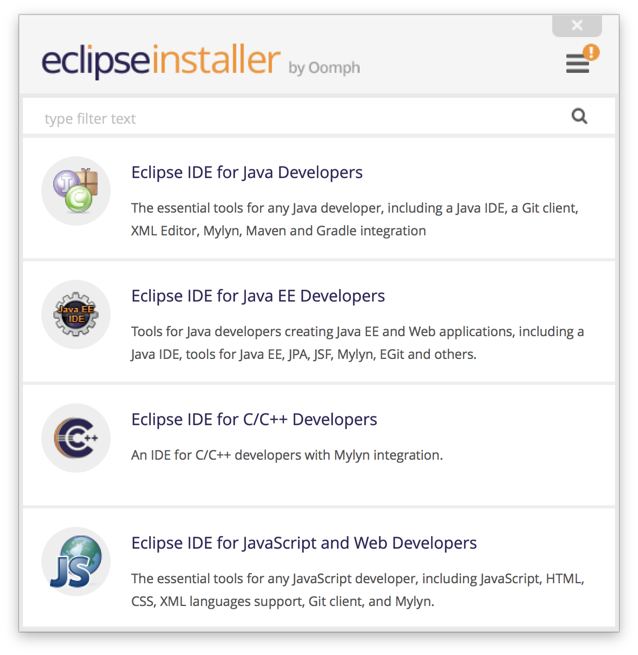 eclipseinstaller by Oomph
type filter text
Eclipse IDE for Java Developers
The essential tools for any Java developer, including a Java IDE, a Git client,
XML Editor, Mylyn, Maven and Gradle integration
Java EE
IDE
Eclipse IDE for Java EE Developers
Tools for Java developers creating Java EE and Web applications, including a
Java IDE, tools for Java EE, JPA, JSF, Mylyn, EGit and others.
C++
Eclipse IDE for C/C++ Developers
An IDE for C/C++ developers with Mylyn integration.
JS
Eclipse IDE for JavaScript and Web Developers
The essential tools for any JavaScript developer, including JavaScript, HTML,
CSS, XML languages support, Git client, and Mylyn.